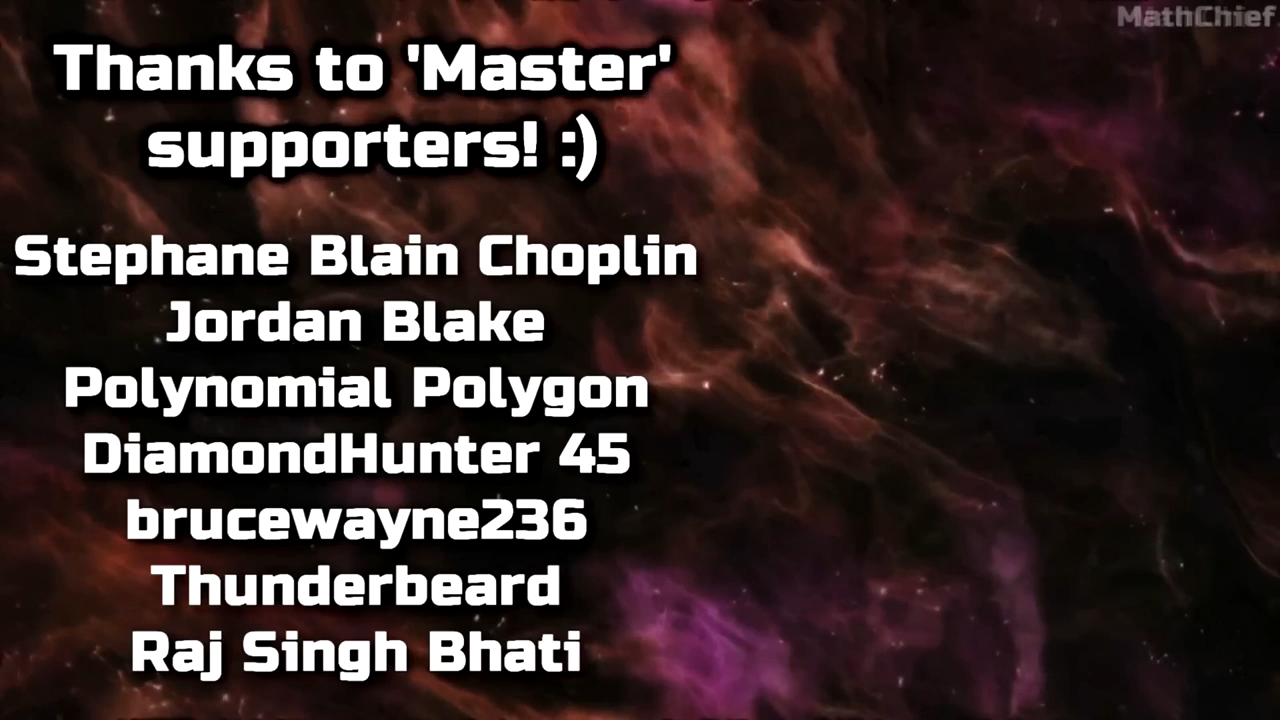 MathChief
Thanks to 'Master'
supporters! :)
Stephane Blain Choplin
Jordan Blake
Polynomial Polygon
DiamondHunter 45
brucewayne236
Thunderbeard
Raj Singh Bhati